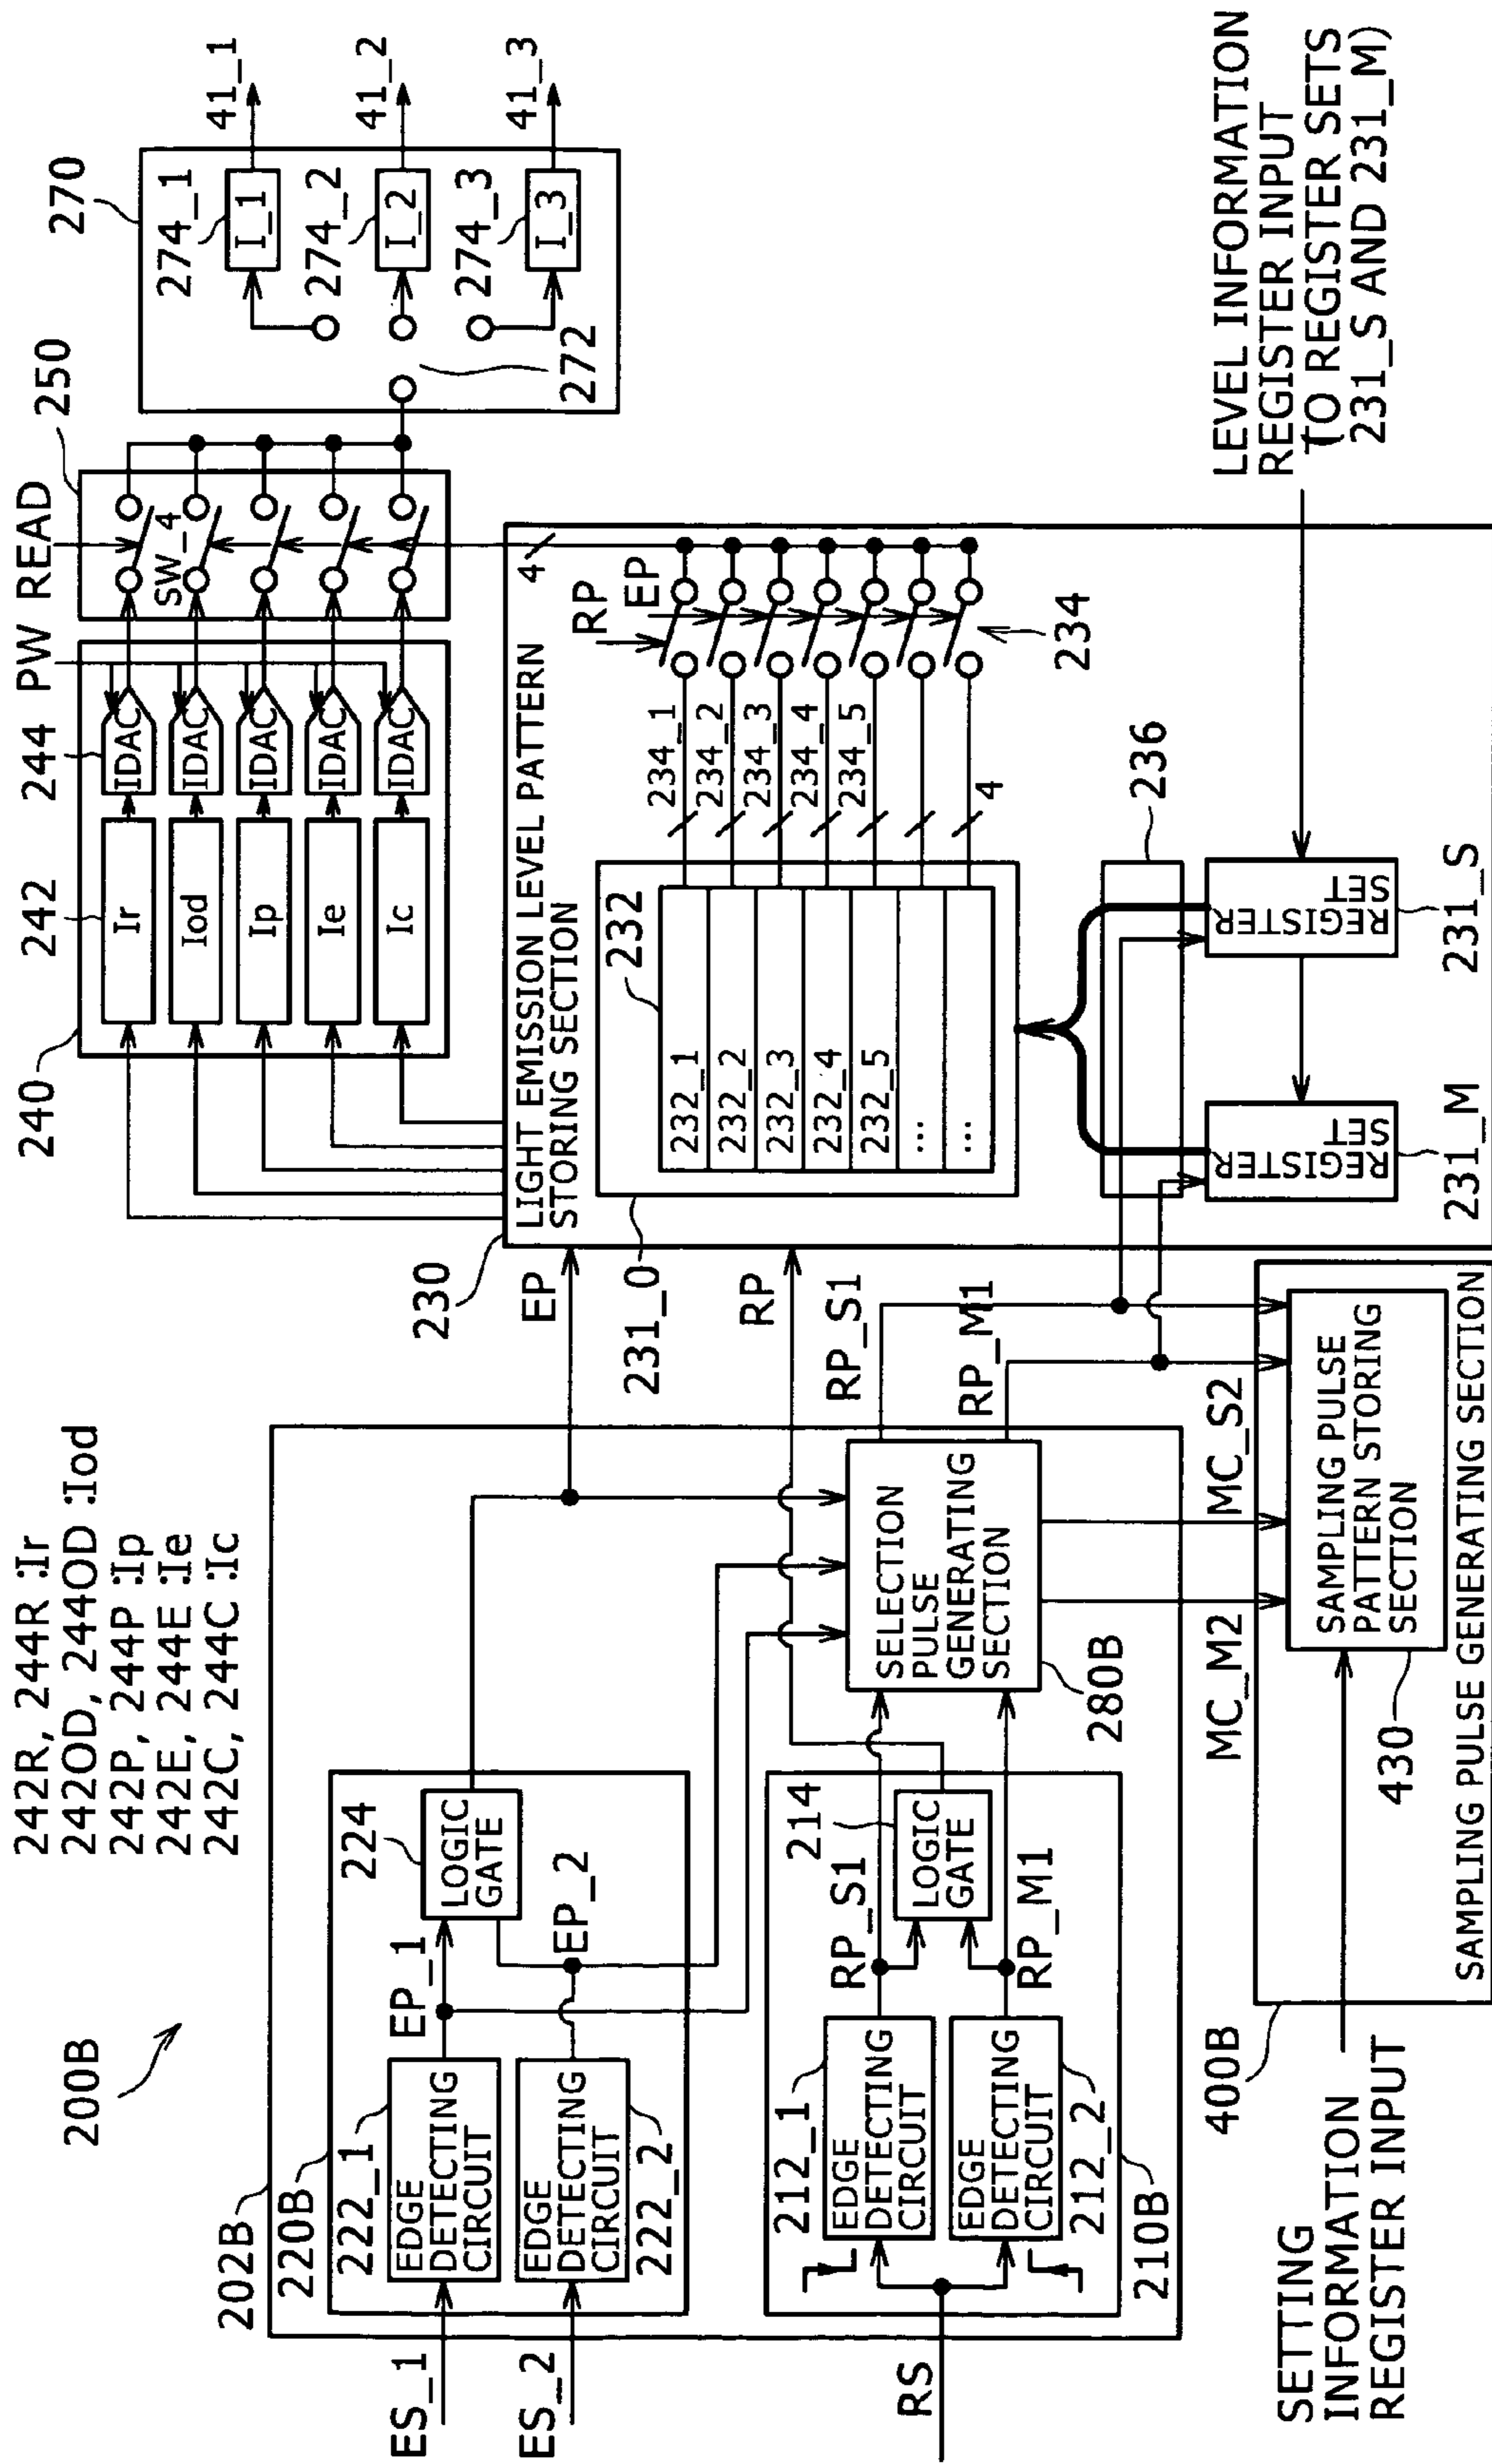 200B
242R, 244R :Ir
242OD, 244OD :Iod
242P, 244P :Ip
242E, 244E :Ie
242C, 244C :Ic
202B
220B
222_1
EDGE
DETECTING
CIRCUIT
EDGE
DETECTING
CIRCUIT
222_2
ES_1
ES_2
EP_1
EP_2
224
LOGIC
GATE
RS
212_1
EDGE
DETECTING
CIRCUIT
EDGE
DETECTING
CIRCUIT
212_2
210B
RP_S1
RP_M1
214
LOGIC
GATE
SELECTION
PULSE
GENERATING
SECTION
280B
EP
RP
RP_S1
RP_M1
MC_M2
MC_S2
SETTING
INFORMATION
REGISTER INPUT
400B
430
SAMPLING PULSE
PATTERN STORING
SECTION
SAMPLING PULSE GENERATING SECTION
230
LIGHT EMISSION LEVEL PATTERN
STORING SECTION
231_0
232
232_1
232_2
232_3
232_4
232_5
...
...
234_1
234_2
234_3
234_4
234_5
4
RP
EP
234
4
236
REGISTER
SET
231_M
REGISTER
SET
231_S
LEVEL INFORMATION
REGISTER INPUT
(TO REGISTER SETS
231_S AND 231_M)
240
242
244
Ir
Iod
Ip
Ie
Ic
IDAC
IDAC
IDAC
IDAC
IDAC
PW
READ
250
SW_4
270
272
274_1
I_1
274_2
I_2
274_3
I_3
41_1
41_2
41_3